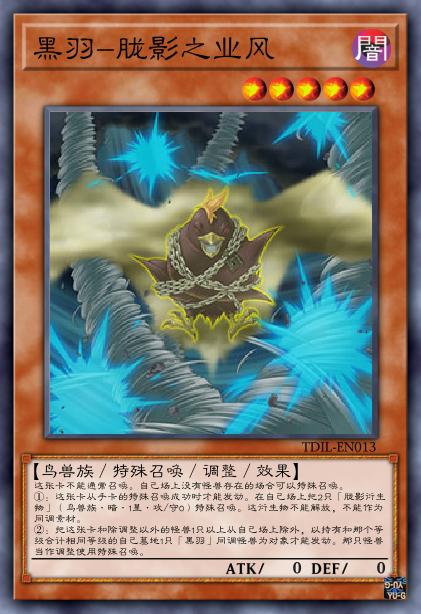 黑羽-胧影之业风
闇
TDIL-EN013
【鸟兽族／特殊召唤／调整／效果】
这张卡不能通常召唤。自己场上没有怪兽存在的场合可以特殊召唤。
①：这张卡从手卡的特殊召唤成功时才能发动。在自己场上把2只「胧影衍生
物」（鸟兽族·暗·1星·攻/守0）特殊召唤。这衍生物不能解放，不能作为
同调素材。
②：把这张卡和除调整以外的怪兽1只以上从自己场上除外，以持有和那个等
级合计相同等级的自己墓地1只「黑羽」同调怪兽为对象才能发动。那只怪兽
当作调整使用特殊召唤。
ATK/ 0 DEF/ 0
YU-G